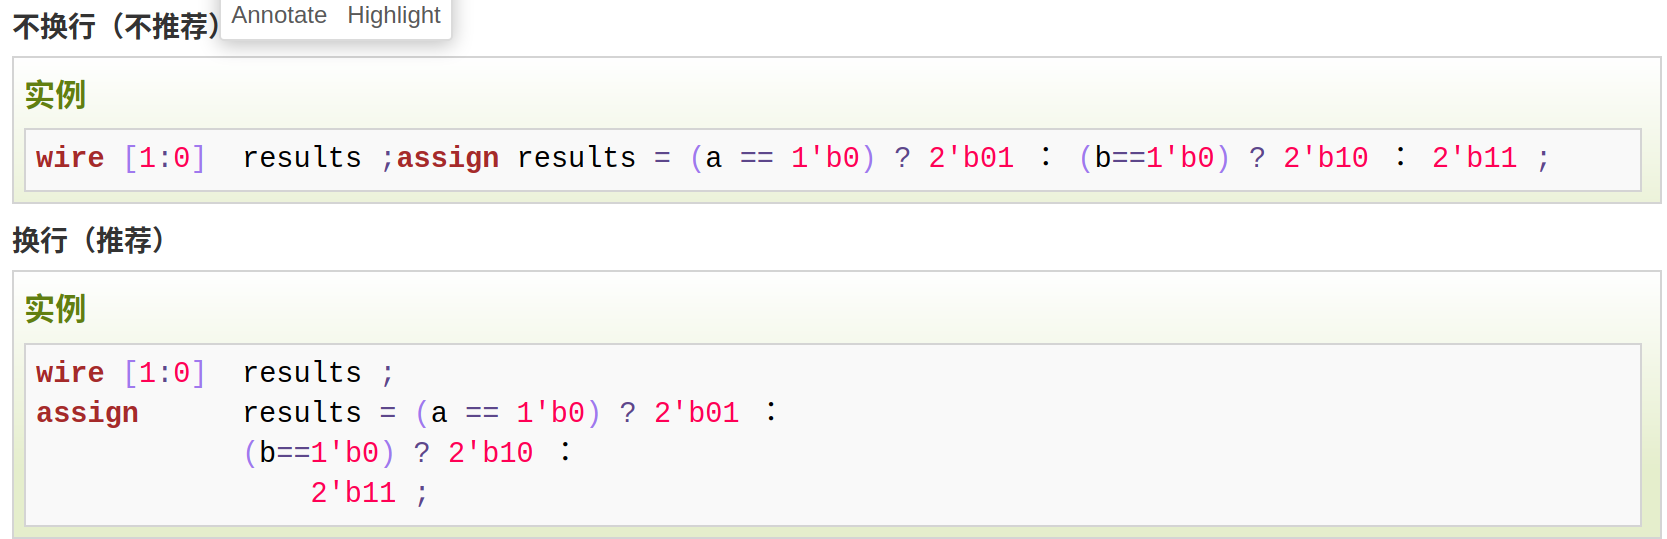 Annotate Highlight
不换行（不推荐）
实例
wire [1:0]  results ;assign results = (a == 1'b0) ? 2'b01 ： (b==1'b0) ? 2'b10 ： 2'b11 ;
换行（推荐）
实例
wire [1:0]  results ;
assign      results = (a == 1'b0) ? 2'b01 ：
            (b==1'b0) ? 2'b10 ：
                2'b11 ;